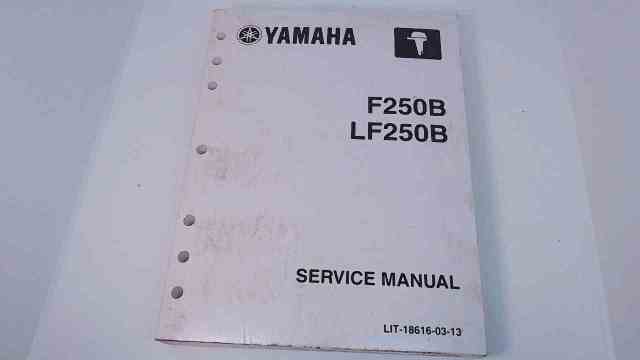 YAMAHA
F250B
LF250B
SERVICE MANUAL
LIT-18616-03-13